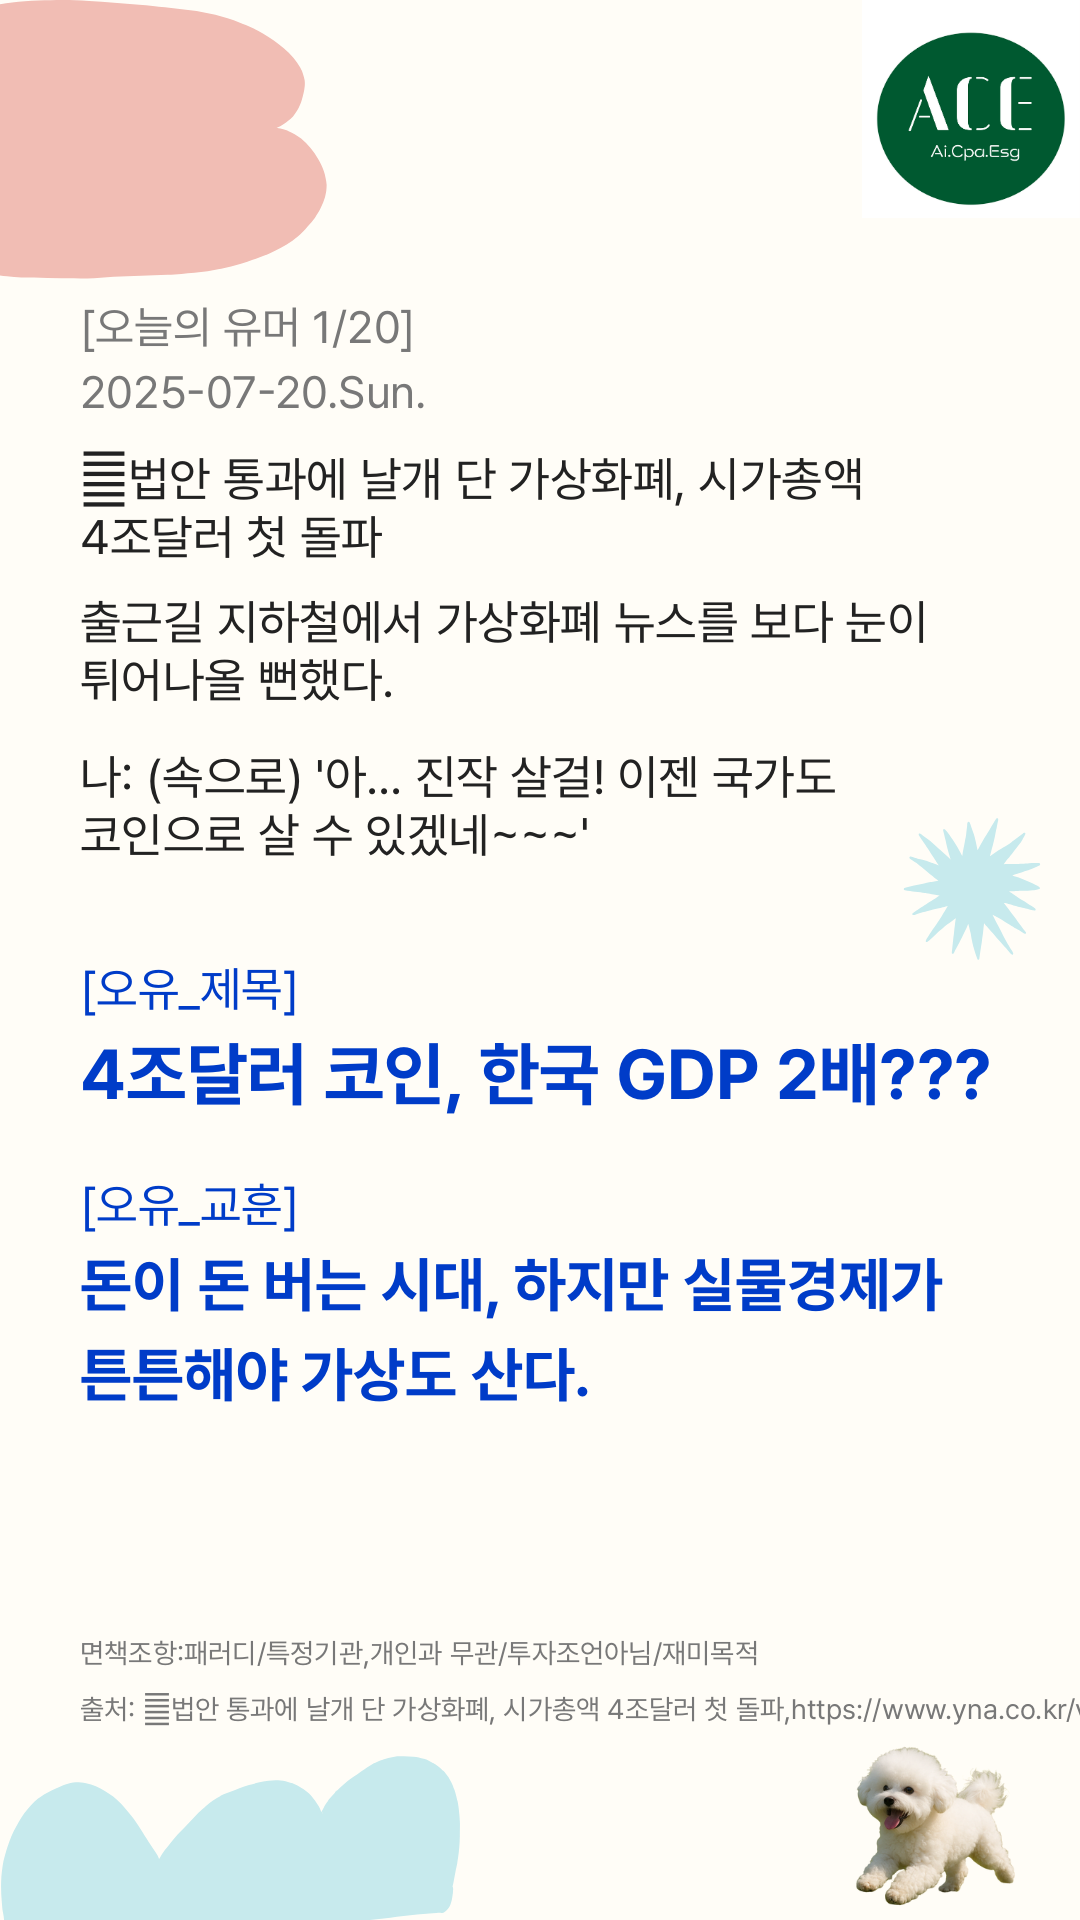 ACE
Ai.Cpa.Esg
[오늘의 유머 1/20]
2025-07-20.Sun.
䷀법안 통과에 날개 단 가상화폐, 시가총액
4조달러 첫 돌파
출근길 지하철에서 가상화폐 뉴스를 보다 눈이
튀어나올 뻔했다.
나: (속으로) '아... 진작 살걸! 이젠 국가도
코인으로 살 수 있겠네~~~'
[오유_제목]
4조달러 코인, 한국 GDP 2배???
[오유_교훈]
돈이 돈 버는 시대, 하지만 실물경제가
튼튼해야 가상도 산다.
면책조항:패러디/특정기관,개인과 무관/투자조언아님/재미목적
출처: ䷀법안 통과에 날개 단 가상화폐, 시가총액 4조달러 첫 돌파,https://www.yna.co.kr/v